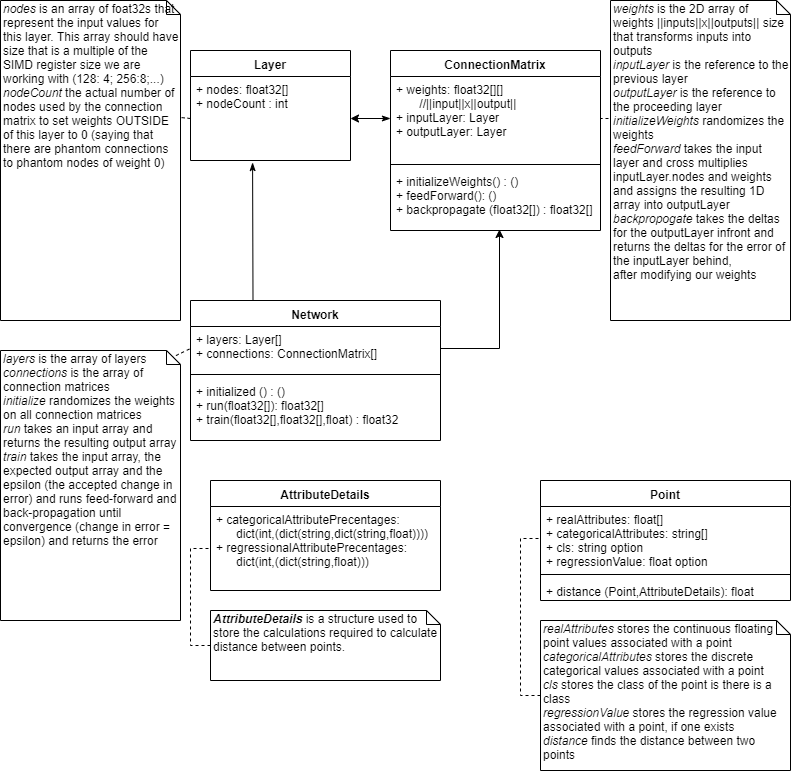 nodes is an array of foat32s that
represent the input values for
this layer. This array should have
size that is a multiple of the
SIMD register size we are
working with (128: 4; 256:8;...)
nodeCount the actual number of
nodes used by the connection
matrix to set weights OUTSIDE
of this layer to 0 (saying that
there are phantom connections
to phantom nodes of weight 0)
Layer
+ nodes: float32[]
+ nodeCount : int
ConnectionMatrix
+ weights: float32[][]
//||input||x||output||
+ inputLayer: Layer
+ outputLayer: Layer
+ initializeWeights() : ()
+ feedForward(): ()
+ backpropagate (float32[]) : float32[]
weights is the 2D array of
weights ||inputs||x||outputs|| size
that transforms inputs into
outputs
inputLayer is the reference to the
previous layer
outputLayer is the reference to
the proceeding layer
initializeWeights randomizes the
weights
feedForward takes the input
layer and cross multiplies
inputLayer.nodes and weights
and assigns the resulting 1D
array into outputLayer
backpropogate takes the deltas
for the outputLayer infront and
returns the deltas for the error of
the inputLayer behind,
after modifying our weights
Network
+ layers: Layer[]
+ connections: ConnectionMatrix[]
+ initialized () : ()
+ run(float32[]): float32[]
+ train(float32[],float32[],float) : float32
layers is the array of layers
connections is the array of
connection matrices
initialize randomizes the weights
on all connection matrices
run takes an input array and
returns the resulting output array
train takes the input array, the
expected output array and the
epsilon (the accepted change in
error) and runs feed-forward and
back-propagation until
convergence (change in error =
epsilon) and returns the error
AttributeDetails
+ categoricalAttributePrecentages:
dict(int,(dict(string,dict(string,float))))
+ regressionalAttributePrecentages:
dict(int,(dict(string,float)))
AttributeDetails is a structure used to
store the calculations required to calculate
distance between points.
Point
+ realAttributes: float[]
+ categoricalAttributes: string[]
+ cls: string option
+ regressionValue: float option
+ distance (Point,AttributeDetails): float
realAttributes stores the continuous floating
point values associated with a point
categoricalAttributes stores the discrete
categorical values associated with a point
cls stores the class of the point is there is a
class
regressionValue stores the regression value
associated with a point, if one exists
distance finds the distance between two
points